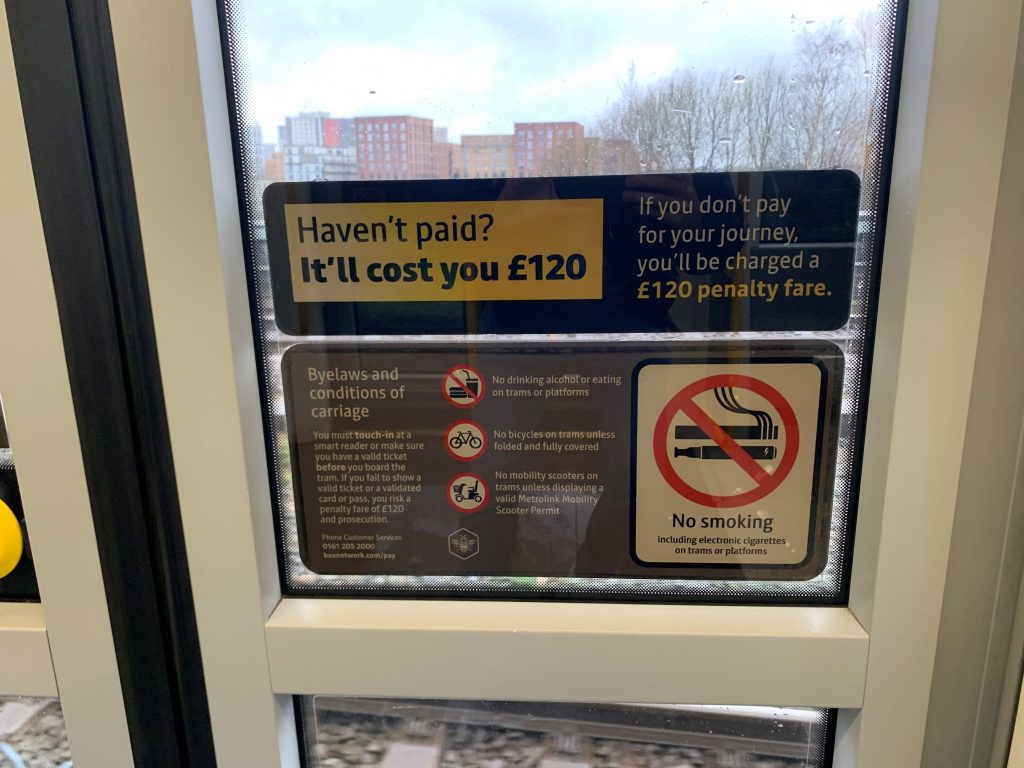 Haven't paid?
It'll cost you £120
If you don't pay
for your journey,
you'll be charged a
£120 penalty fare.
Byelaws and
conditions of
carriage
You must touch-in at a
smart reader or make sure
you have a valid ticket
before you board the
tram. If you fail to show a
valid ticket or a validated
card or pass, you risk a
penalty fare of £120
and prosecution.
Phone Customer Services
0161 205 2000
beenetwork.com/pay
No drinking alcohol or eating
on trams or platforms
No bicycles on trams unless
folded and fully covered
No mobility scooters on
trams unless displaying a
valid Metrolink Mobility
Scooter Permit
No smoking
including electronic cigarettes
on trams or platforms